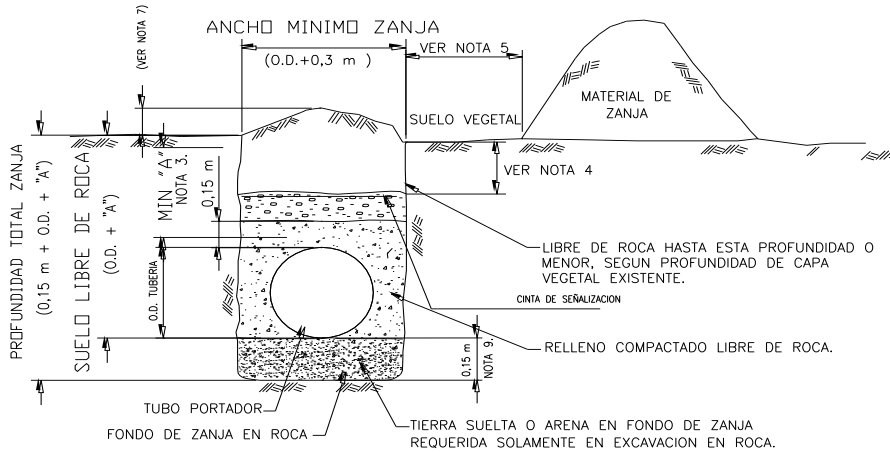 ANCHO MINIMO ZANJA
(O.D.+0,3 m )
(VER NOTA 7)
VER NOTA 5
MATERIAL DE
ZANJA
SUELO VEGETAL
VER NOTA 4
PROFUNDIDAD TOTAL ZANJA
(0,15 m + O.D. + "A")
SUELO LIBRE DE ROCA
(O.D. + "A")
MIN "A"
NOTA 3.
0,15 m
O.D. TUBERIA
LIBRE DE ROCA HASTA ESTA PROFUNDIDAD O
MENOR, SEGUN PROFUNDIDAD DE CAPA
VEGETAL EXISTENTE.
CINTA DE SEÑALIZACION
RELLENO COMPACTADO LIBRE DE ROCA.
0,15 m
NOTA 9.
TUBO PORTADOR
FONDO DE ZANJA EN ROCA
TIERRA SUELTA O ARENA EN FONDO DE ZANJA
REQUERIDA SOLAMENTE EN EXCAVACION EN ROCA.